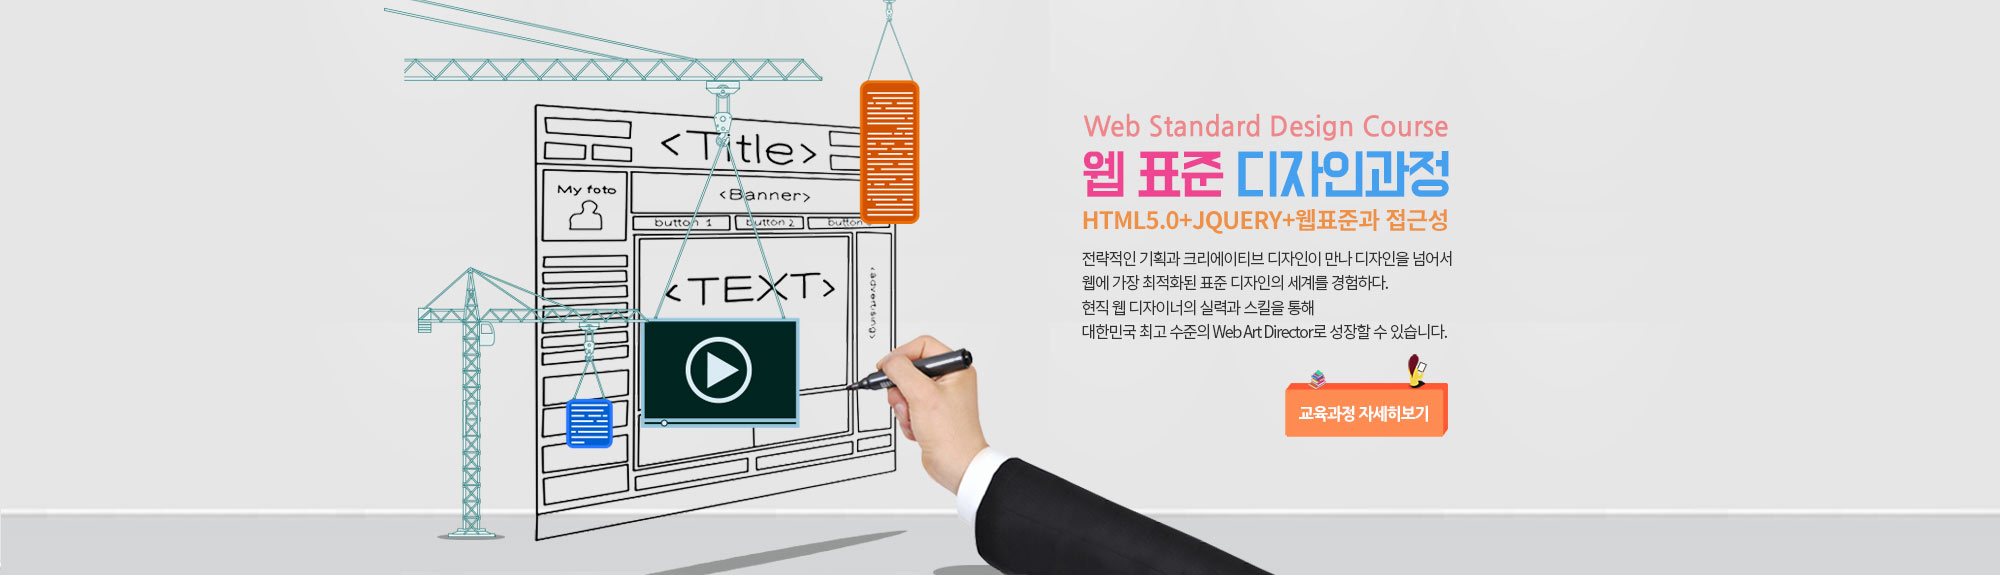 <Title>
My foto
<Banner>
button 1
button 2
button
<TEXT>
<advertising>
Web Standard Design Course
웹 표준 디자인과정
HTML5.0+JQUERY+웹표준과 접근성
전략적인 기획과 크리에이티브 디자인이 만나 디자인을 넘어서
웹에 가장 최적화된 표준 디자인의 세계를 경험하다.
현직 웹 디자이너의 실력과 스킬을 통해
대한민국 최고 수준의 Web Art Director로 성장할 수 있습니다.
교육과정 자세히보기